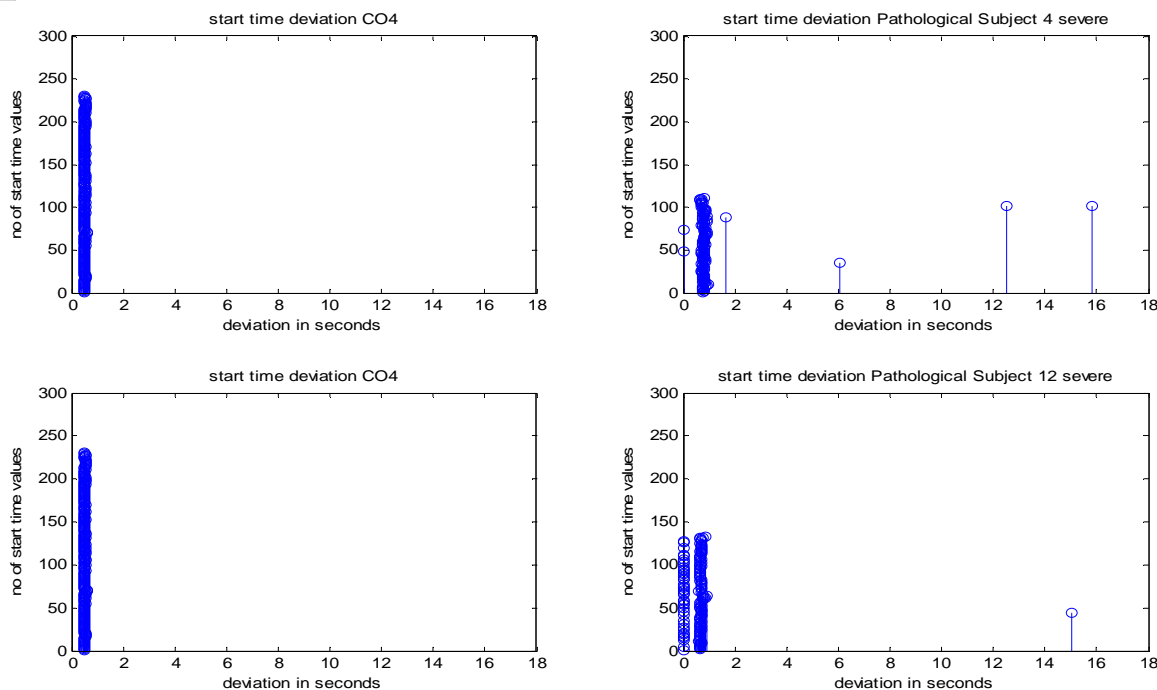 start time deviation CO4
300
250
200
150
100
50
0
no of start time values
0 2 4 6 8 10 12 14 16 18
deviation in seconds
start time deviation Pathological Subject 4 severe
300
250
200
150
100
50
0
no of start time values
0 2 4 6 8 10 12 14 16 18
deviation in seconds
start time deviation CO4
300
250
200
150
100
50
0
no of start time values
0 2 4 6 8 10 12 14 16 18
deviation in seconds
start time deviation Pathological Subject 12 severe
300
250
200
150
100
50
0
no of start time values
0 2 4 6 8 10 12 14 16 18
deviation in seconds